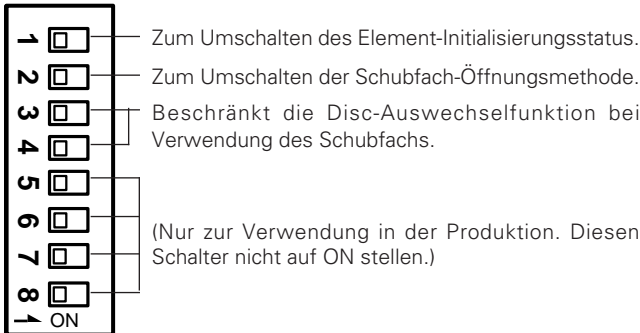 1 Zum Umschalten des Element-Initialisierungsstatus.
2 Zum Umschalten der Schubfach-Öffnungsmethode.
3 Beschränkt die Disc-Auswechselfunktion bei
4 Verwendung des Schubfachs.
5
6 (Nur zur Verwendung in der Produktion. Diesen
7 Schalter nicht auf ON stellen.)
8
ON